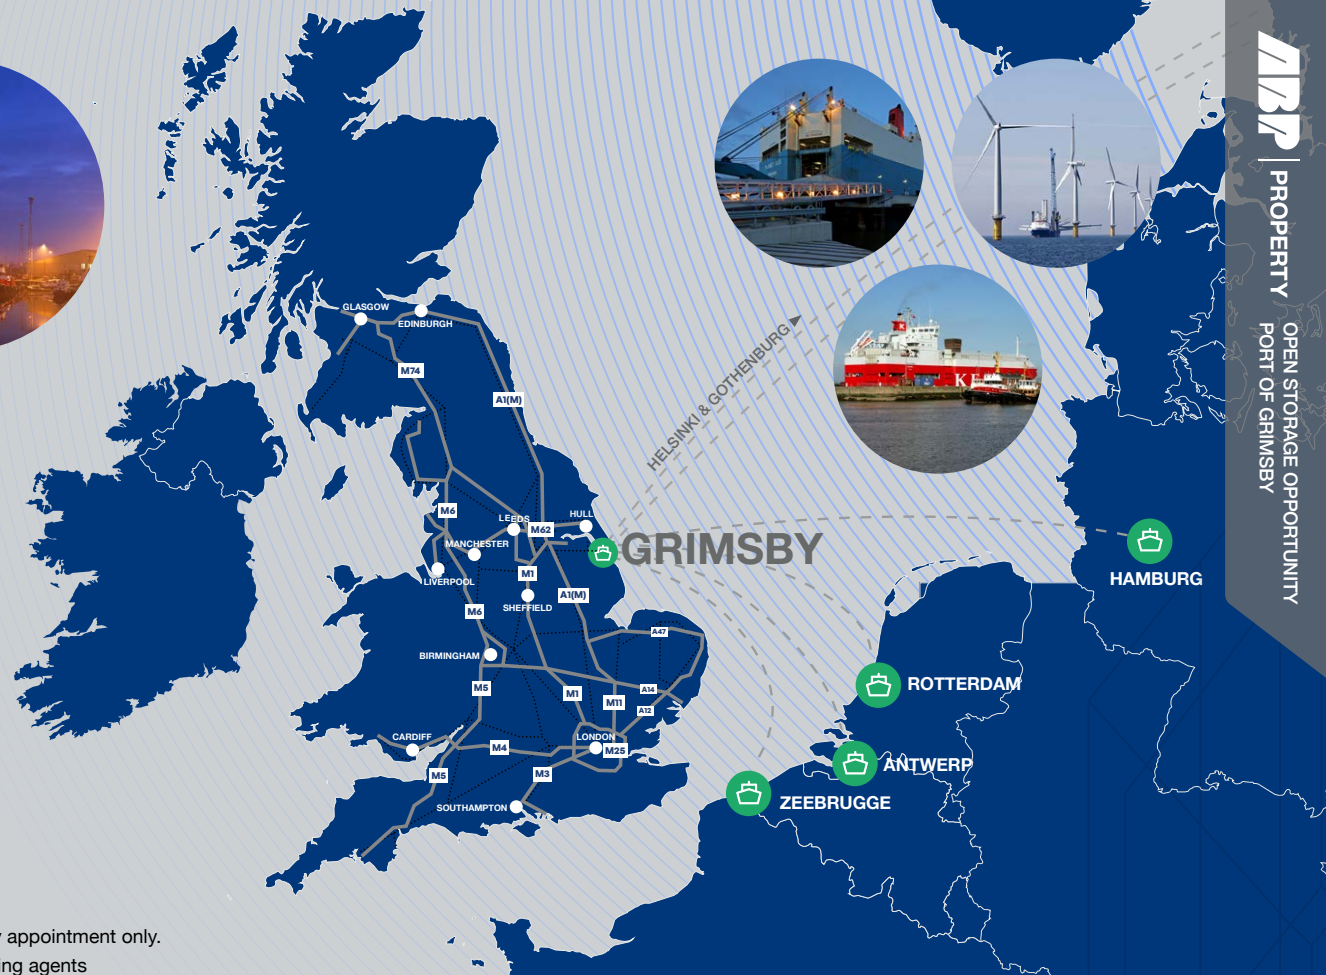 ABP
PROPERTY
OPEN STORAGE OPPORTUNITY
PORT OF GRIMSBY
GLASGOW
EDINBURGH
M74
A1(M)
HELSINKI & GOTHENBURG
K
M6
LEEDS
M62
HULL
MANCHESTER
GRIMSBY
LIVERPOOL
M1
A1(M)
SHEFFIELD
M6
HAMBURG
A47
BIRMINGHAM
M5
M1
A14
M11
A12
ROTTERDAM
CARDIFF
LONDON
M4
M25
M5
M3
ANTWERP
SOUTHAMPTON
ZEEBRUGGE
appointment only.
ing agents